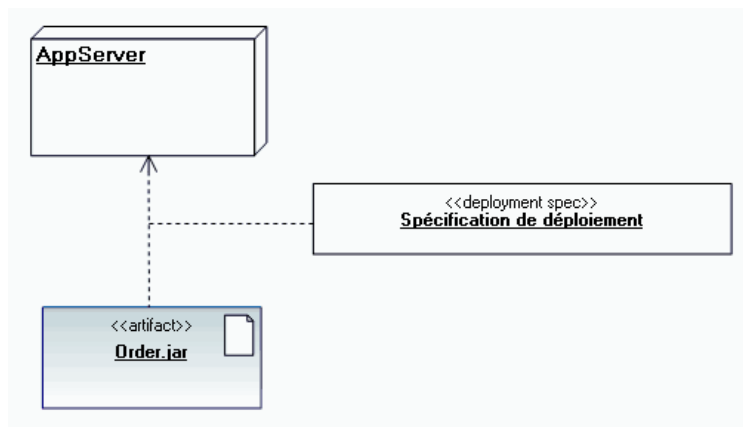 AppServer
<<deployment spec>>
Spécification de déploiement
<<artifact>>
Order.jar